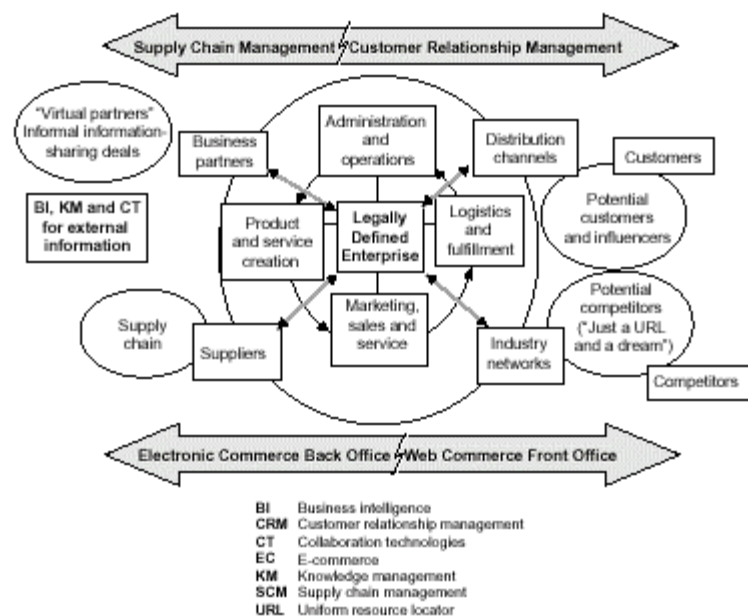 Supply Chain Management
Customer Relationship Management
"Virtual partners"
Informal information-
sharing deals
Business
partners
Administration
and
operations
Distribution
channels
Customers
BI, KM and CT
for external
information
Product
and service
creation
Legally
Defined
Enterprise
Logistics
and
fulfillment
Potential
customers
and influencers
Supply
chain
Suppliers
Marketing,
sales and
service
Industry
networks
Potential
competitors
("Just a URL
and a dream")
Competitors
Electronic Commerce Back Office
Web Commerce Front Office
BI Business intelligence
CRM Customer relationship management
CT Collaboration technologies
EC E-commerce
KM Knowledge management
SCM Supply chain management
URL Uniform resource locator